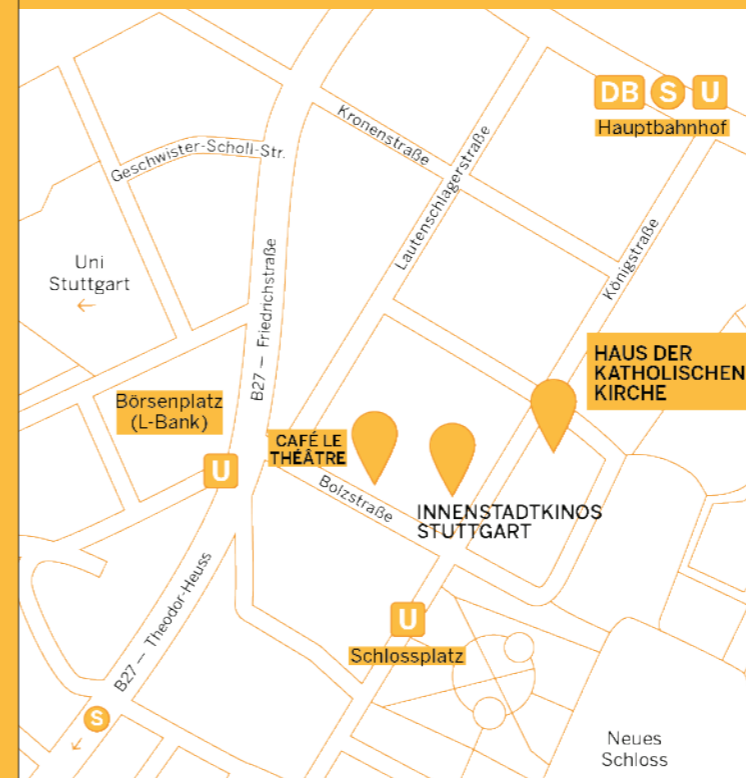 DB S U
Hauptbahnhof
Kronenstraße
Geschwister-Scholl-Str.
Lautenschlagerstraße
Königstraße
Uni
Stuttgart
←
B27 — Friedrichstraße
HAUS DER
KATHOLISCHEN
KIRCHE
Börsenplatz
(L-Bank)
U
CAFÉ LE
THÉÂTRE
Bolzstraße
INNENSTADTKINOS
STUTTGART
B27 — Theodor-Heuss
U
Schlossplatz
S
Neues
Schloss